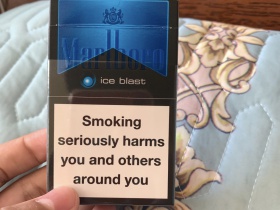 Marlboro
ice blast
Smoking
seriously harms
you and others
around you